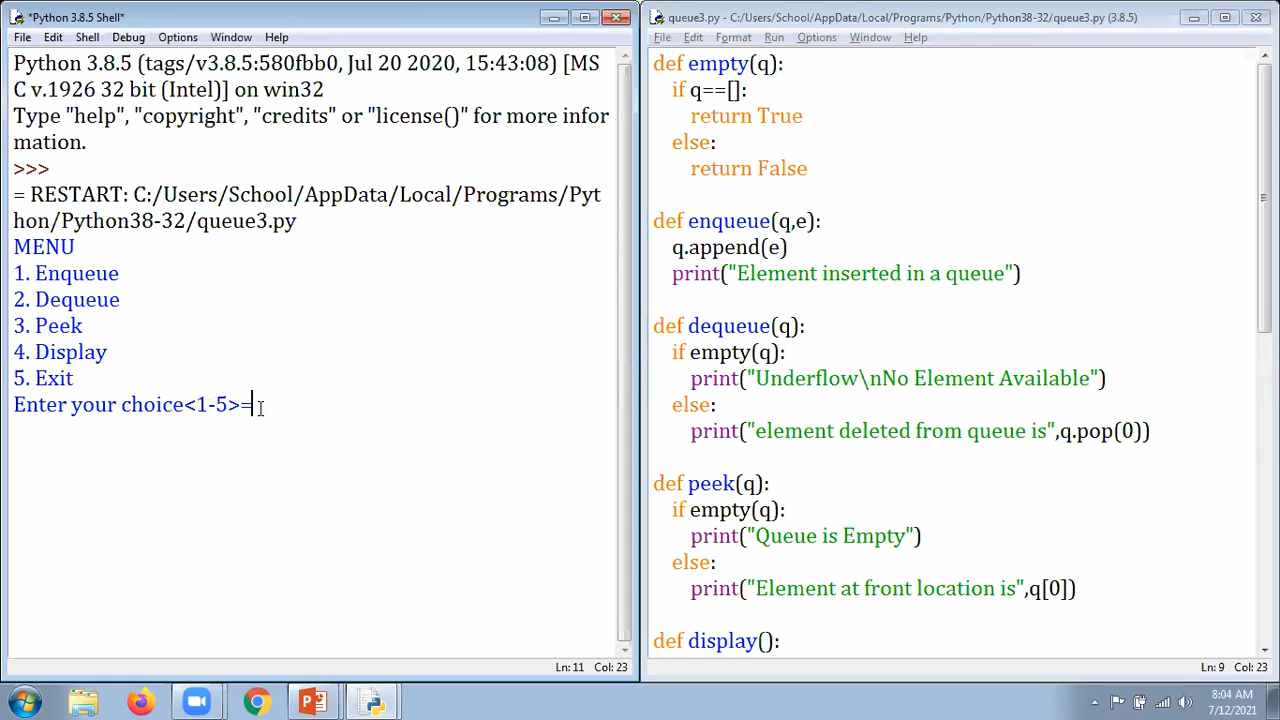 *Python 3.8.5 Shell*
File Edit Shell Debug Options Window Help
Python 3.8.5 (tags/v3.8.5:580fbb0, Jul 20 2020, 15:43:08) [MS
C v.1926 32 bit (Intel)] on win32
Type "help", "copyright", "credits" or "license()" for more infor
mation.
>>>
= RESTART: C:/Users/School/AppData/Local/Programs/Pyt
hon/Python38-32/queue3.py
MENU
1. Enqueue
2. Dequeue
3. Peek
4. Display
5. Exit
Enter your choice<1-5>=
Ln: 11 Col: 23
queue3.py - C:/Users/School/AppData/Local/Programs/Python/Python38-32/queue3.py (3.8.5)
File Edit Format Run Options Window Help
def empty(q):
if q==[]:
return True
else:
return False
def enqueue(q,e):
q.append(e)
print("Element inserted in a queue")
def dequeue(q):
if empty(q):
print("Underflow\nNo Element Available")
else:
print("element deleted from queue is",q.pop(0))
def peek(q):
if empty(q):
print("Queue is Empty")
else:
print("Element at front location is",q[0])
def display():
Ln: 9 Col: 23
8:04 AM
7/12/2021